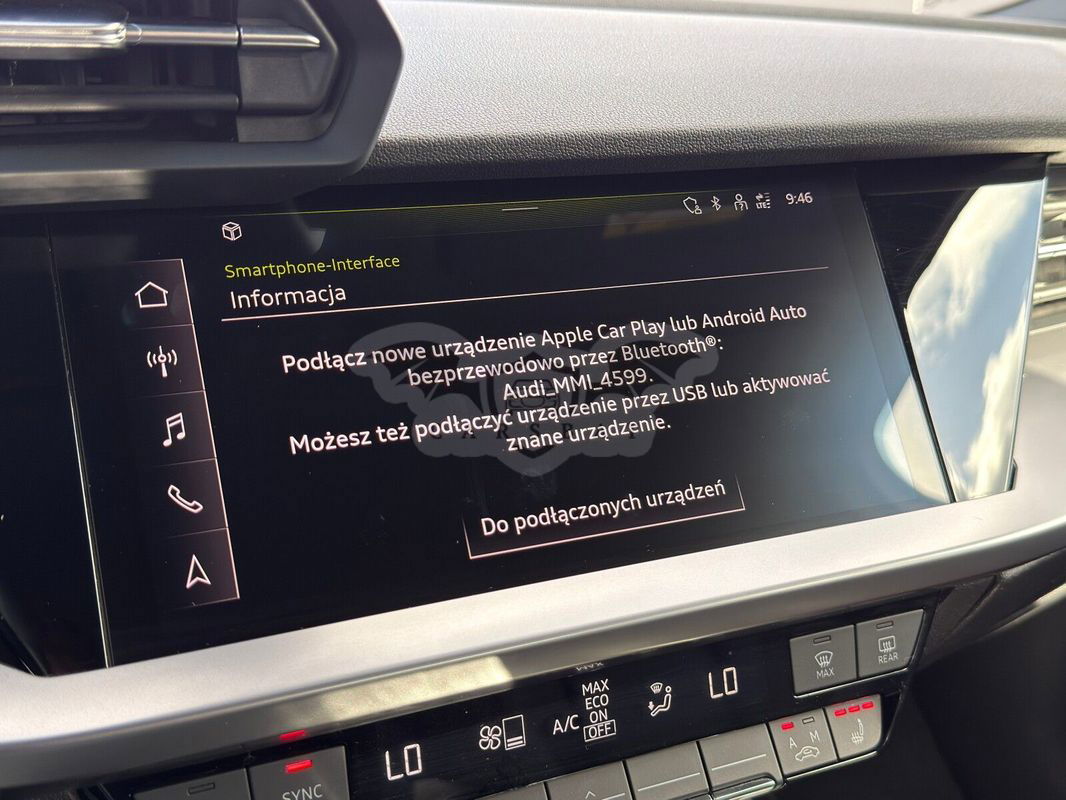 9:46
Smartphone-Interface
Informacja
Podłącz nowe urządzenie Apple Car Play lub Android Auto
bezprzewodowo przez Bluetooth®:
Audi_MMI_4599.
Możesz też podłączyć urządzenie przez USB lub aktywować
znane urządzenie.
Do podłączonych urządzeń
MAX
REAR
MAX
ECO
A/C ON
OFF
LO
LO
A M
SYNC